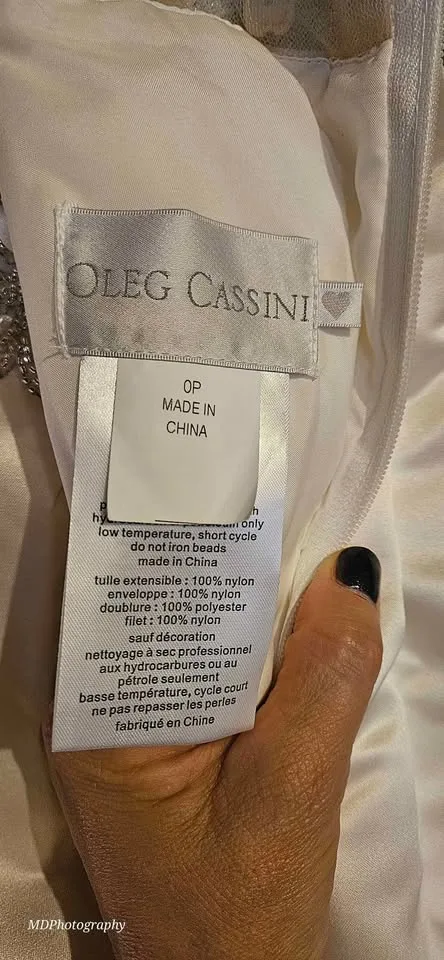 OLEG CASSINI
0P
MADE IN
CHINA
only
low temperature, short cycle
do not iron beads
made in China
tulle extensible : 100% nylon
enveloppe : 100% nylon
doublure : 100% polyester
filet : 100% nylon
sauf décoration
nettoyage à sec professionnel
aux hydrocarbures ou au
pétrole seulement
basse température, cycle court
ne pas repasser les perles
fabriqué en Chine
MDPhotography